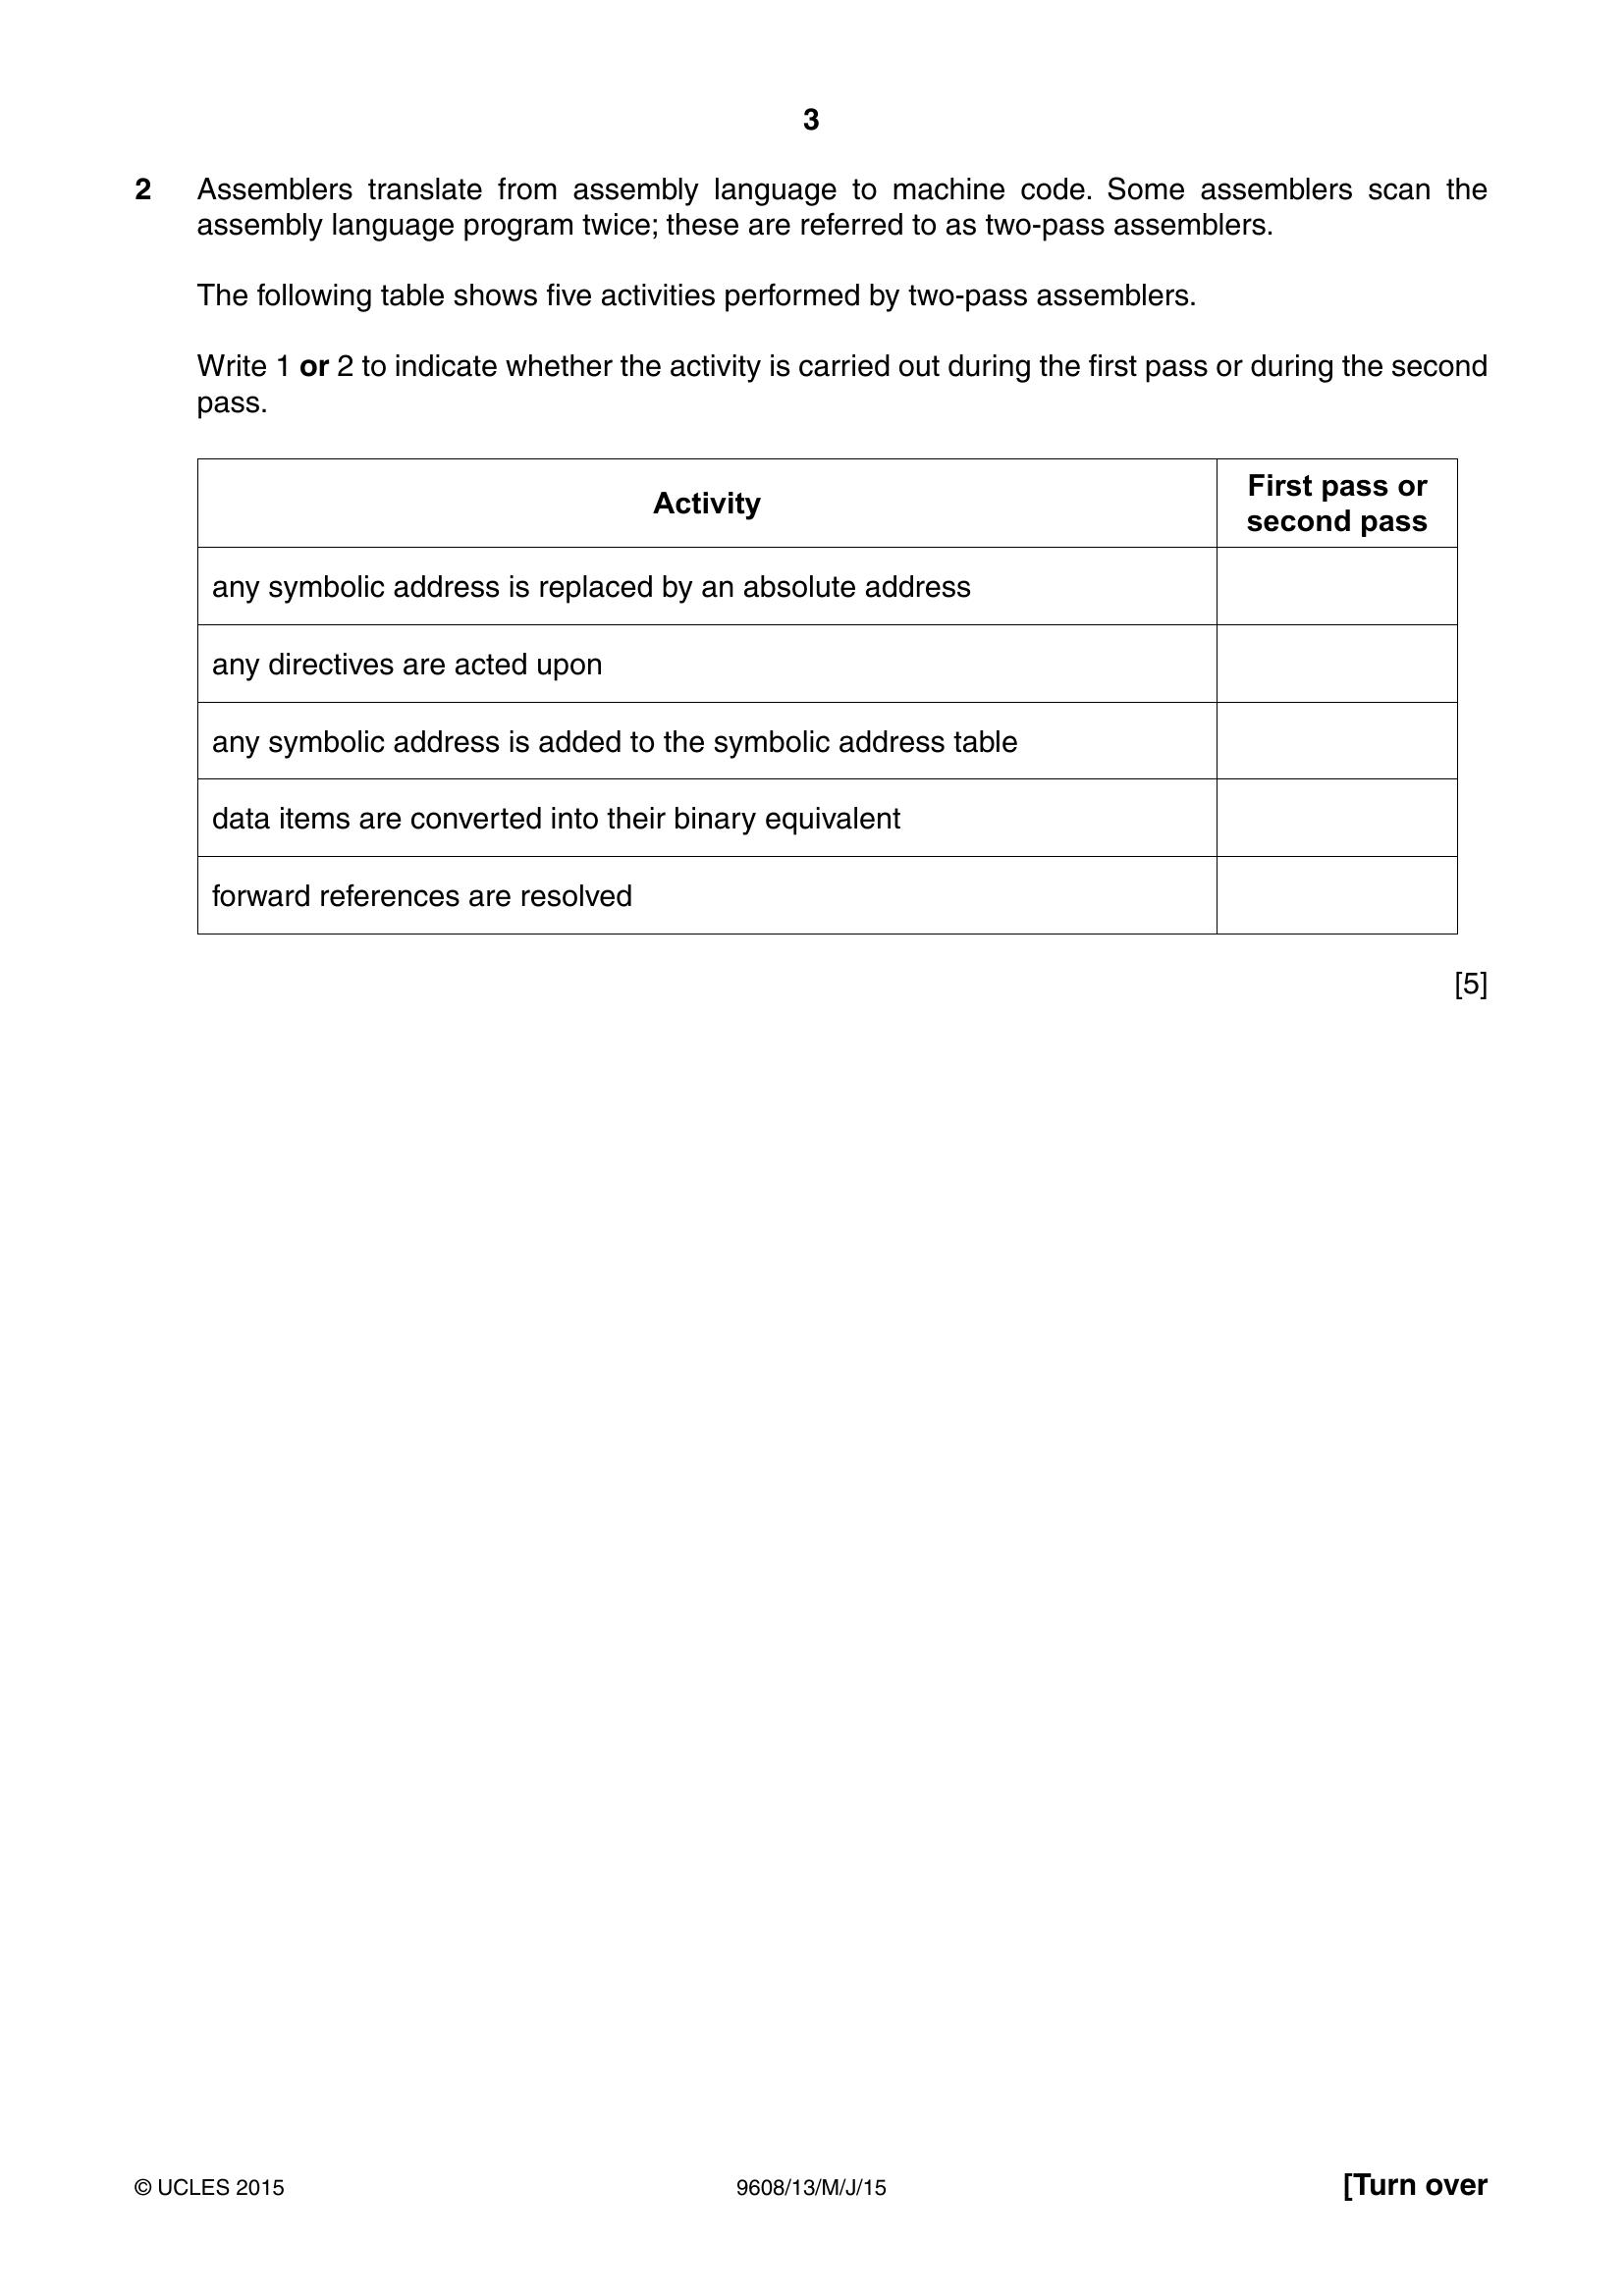 3
2 Assemblers translate from assembly language to machine code. Some assemblers scan the
assembly language program twice; these are referred to as two-pass assemblers.
The following table shows five activities performed by two-pass assemblers.
Write 1 or 2 to indicate whether the activity is carried out during the first pass or during the second
pass.
Activity
First pass or
second pass
any symbolic address is replaced by an absolute address
any directives are acted upon
any symbolic address is added to the symbolic address table
data items are converted into their binary equivalent
forward references are resolved
[5]
© UCLES 2015
9608/13/M/J/15
[Turn over